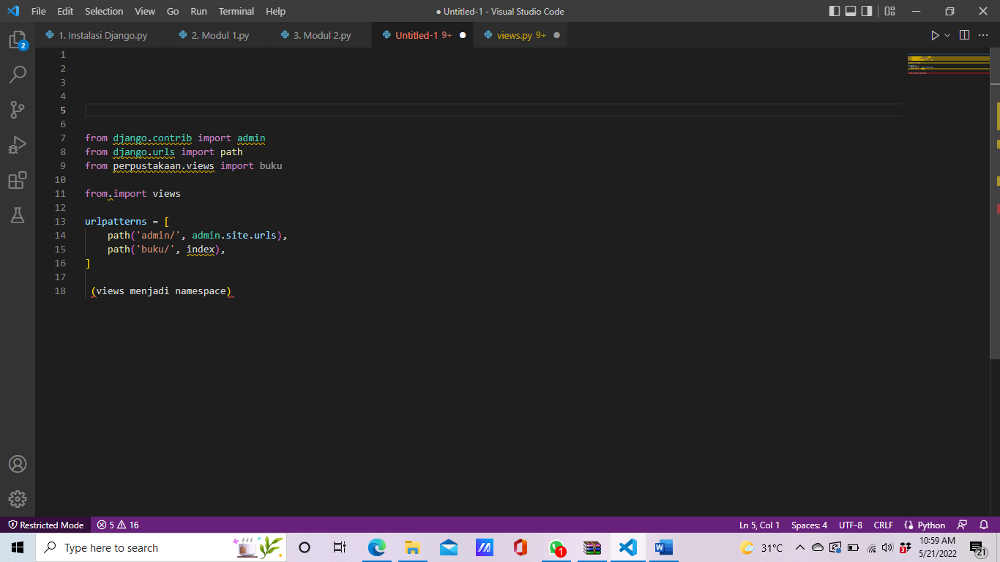 File Edit Selection View Go Run Terminal Help
● Untitled-1 - Visual Studio Code
1. Instalasi Django.py
2. Modul 1.py
3. Modul 2.py
Untitled-1 9+
views.py 9+
2
1
2
3
4
5
6
7 from django.contrib import admin
8 from django.urls import path
9 from perpustakaan.views import buku
10
11 from.import views
12
13 urlpatterns = [
14 path('admin/', admin.site.urls),
15 path('buku/', index),
16 ]
17
18 (views menjadi namespace)
Restricted Mode 5 16
Ln 5, Col 1 Spaces: 4 UTF-8 CRLF Python
Type here to search
1
31°C
3
10:59 AM
5/21/2022
21